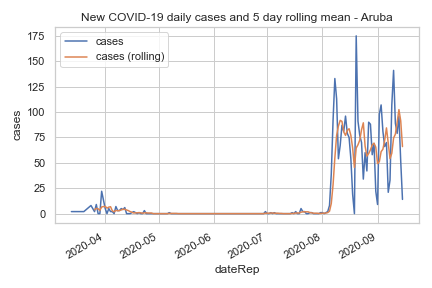 New COVID-19 daily cases and 5 day rolling mean - Aruba
cases
cases (rolling)
175
150
125
100
75
50
25
0
cases
2020-04
2020-05
2020-06
2020-07
2020-08
2020-09
dateRep